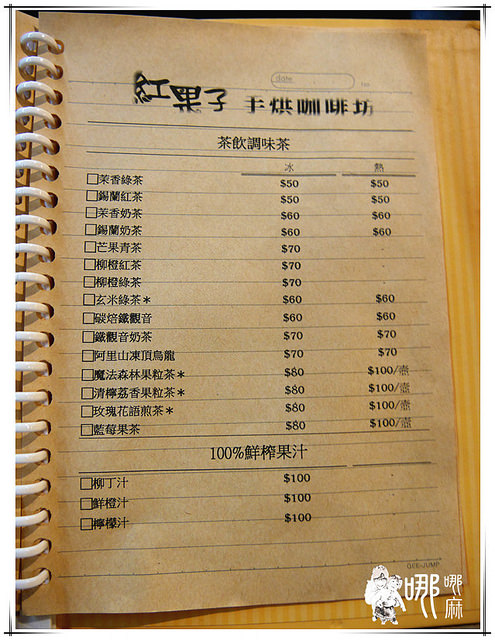 date
紅果子 手烘咖啡坊
茶飲調味茶
冰 熱
□茉香綠茶 $50 $50
□錫蘭紅茶 $50 $50
□茉香奶茶 $60 $60
□錫蘭奶茶 $60 $60
□芒果青茶 $70
□柳橙紅茶 $70
□柳橙綠茶 $70
□玄米綠茶* $60 $60
□碳焙鐵觀音 $60 $60
□鐵觀音奶茶 $70 $70
□阿里山凍頂烏龍 $70 $70
□魔法森林果粒茶* $80 $100/壺
□清檸荔香果粒茶* $80 $100/壺
□玫瑰花語煎茶* $80 $100/壺
□藍莓果茶 $80 $100/壺
100%鮮榨果汁
□柳丁汁 $100
□鮮橙汁 $100
□檸檬汁 $100
GEE-JUMP
哪哪麻